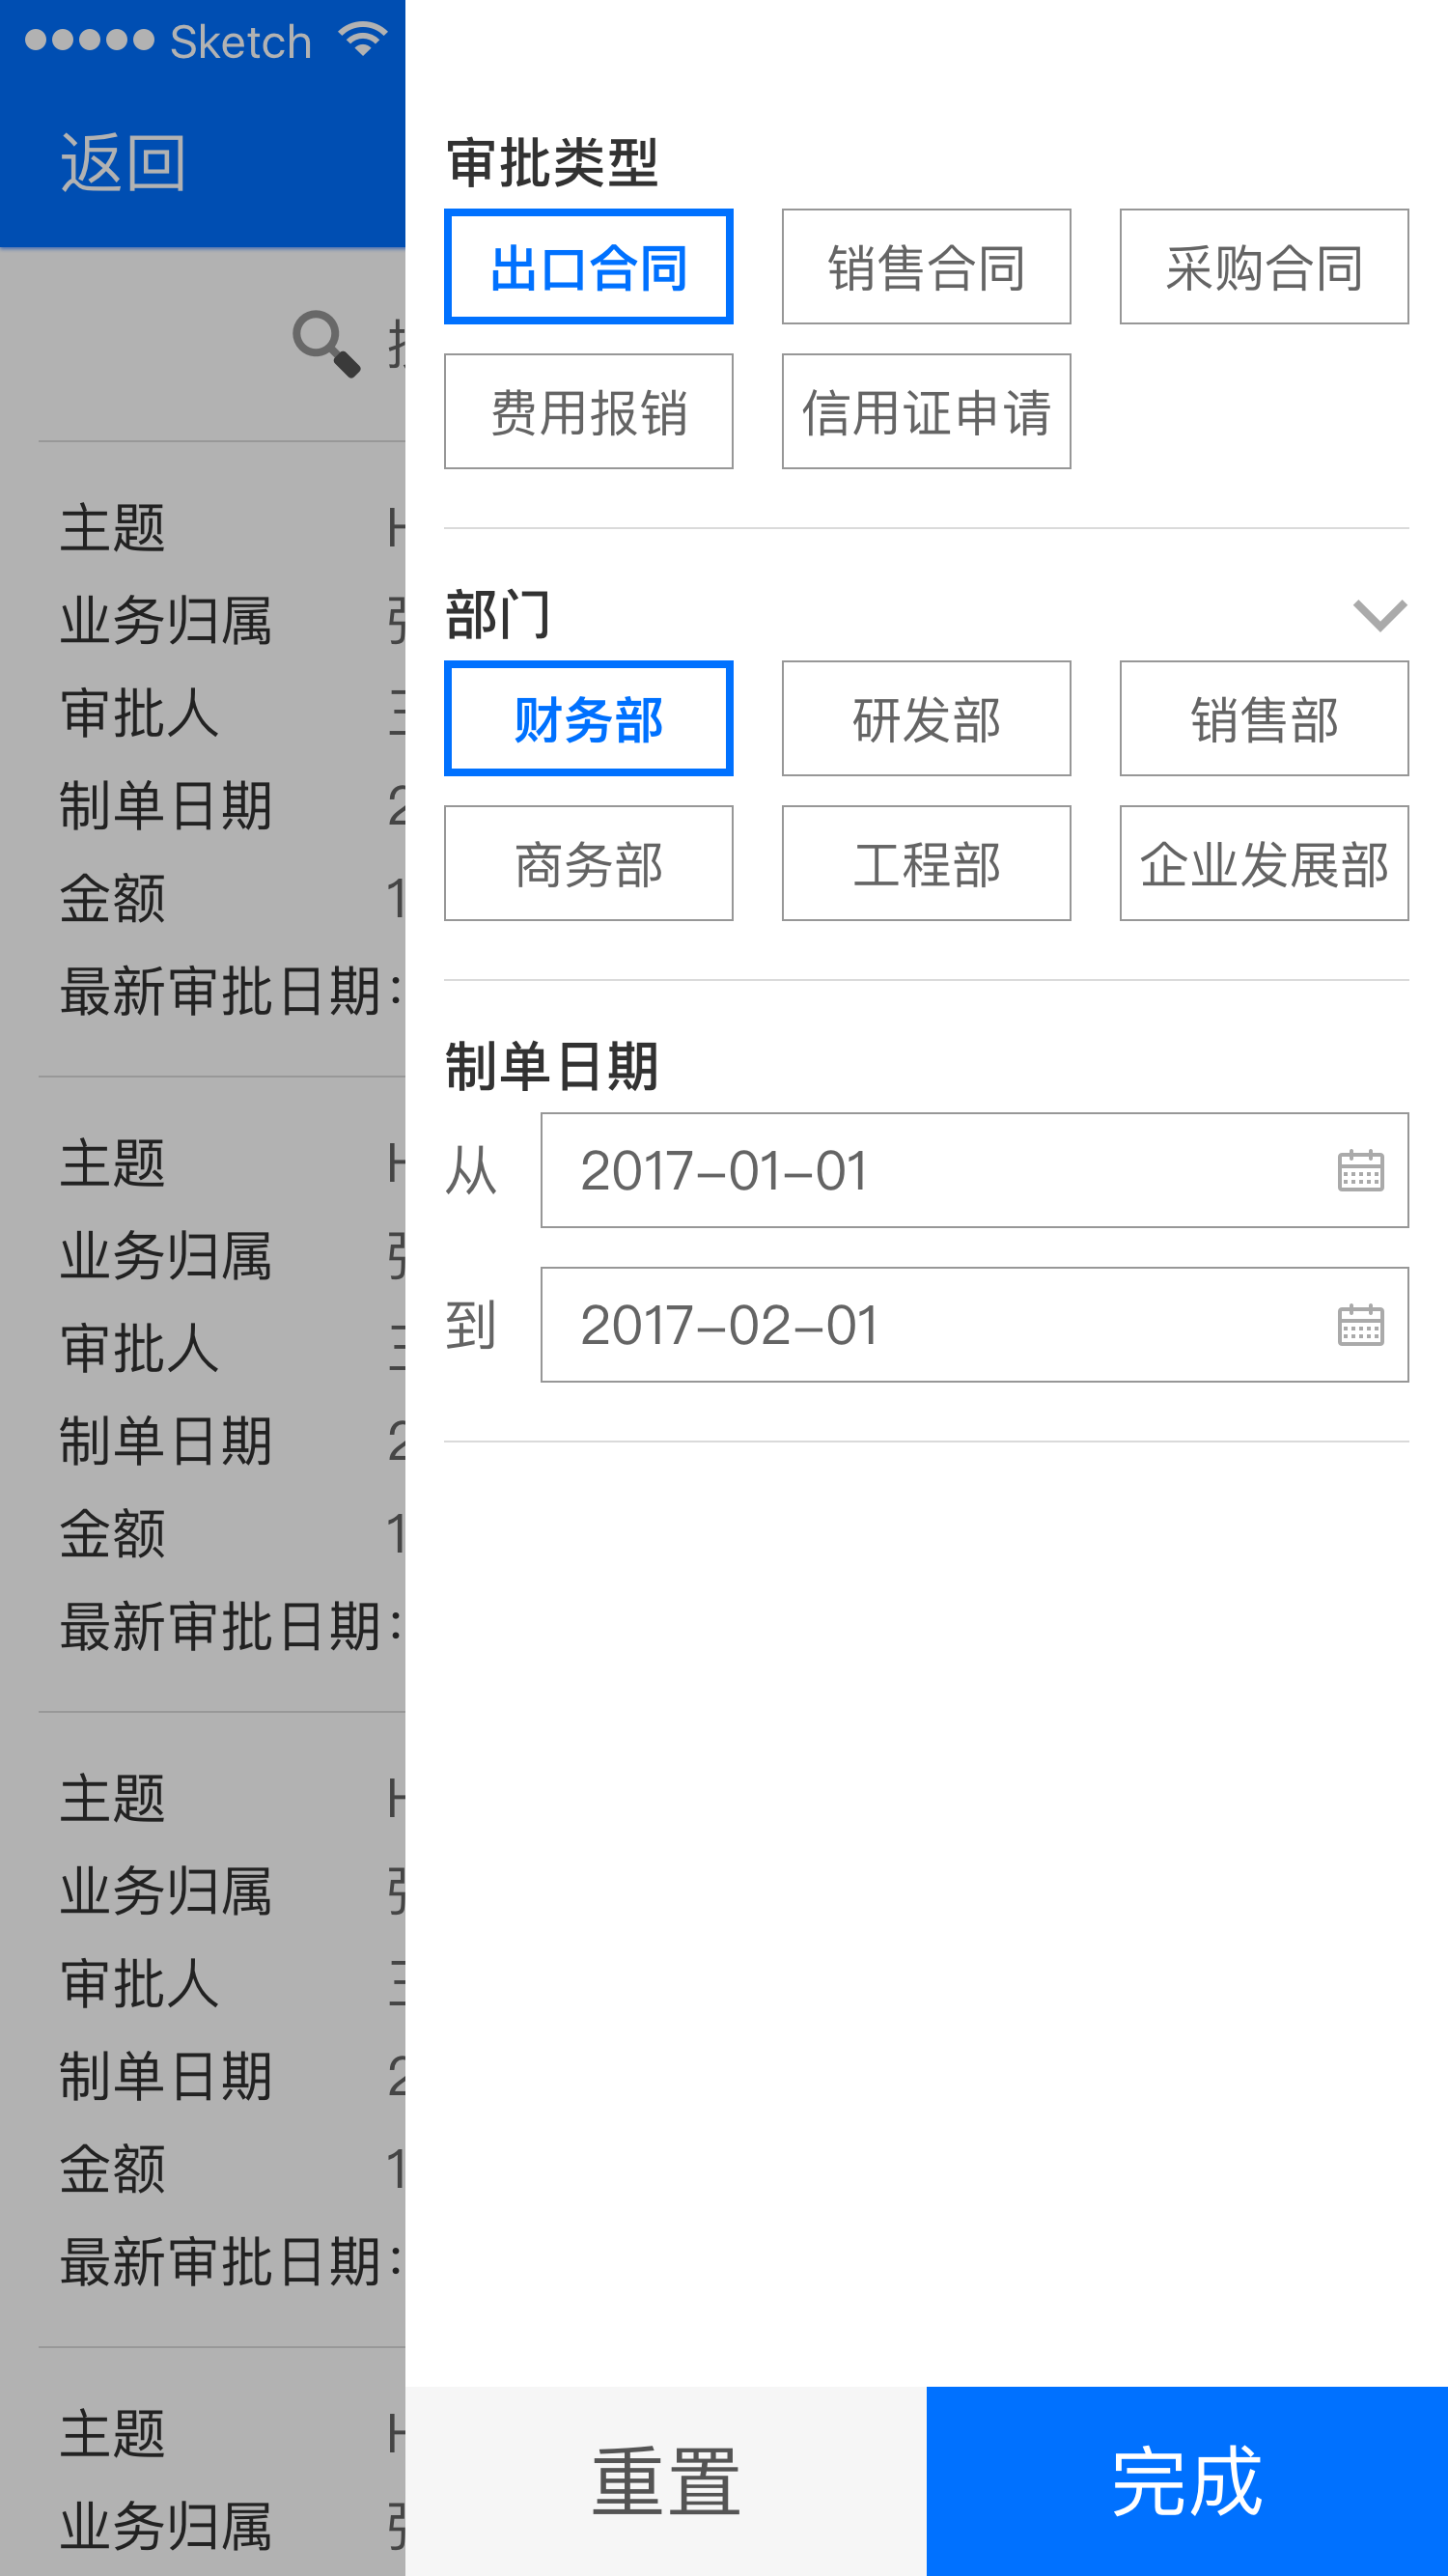 Sketch
返回
主题
业务归属
审批人
制单日期
金额
最新审批日期：
主题
业务归属
审批人
制单日期
金额
最新审批日期：
主题
业务归属
审批人
制单日期
金额
最新审批日期：
主题
业务归属
审批类型
出口合同 销售合同 采购合同
费用报销 信用证申请
部门
财务部 研发部 销售部
商务部 工程部 企业发展部
制单日期
从 2017-01-01
到 2017-02-01
重置 完成